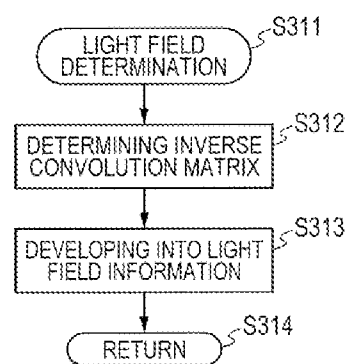 LIGHT FIELD
DETERMINATION
S311
DETERMINING INVERSE
CONVOLUTION MATRIX
S312
DEVELOPING INTO LIGHT
FIELD INFORMATION
S313
RETURN
S314